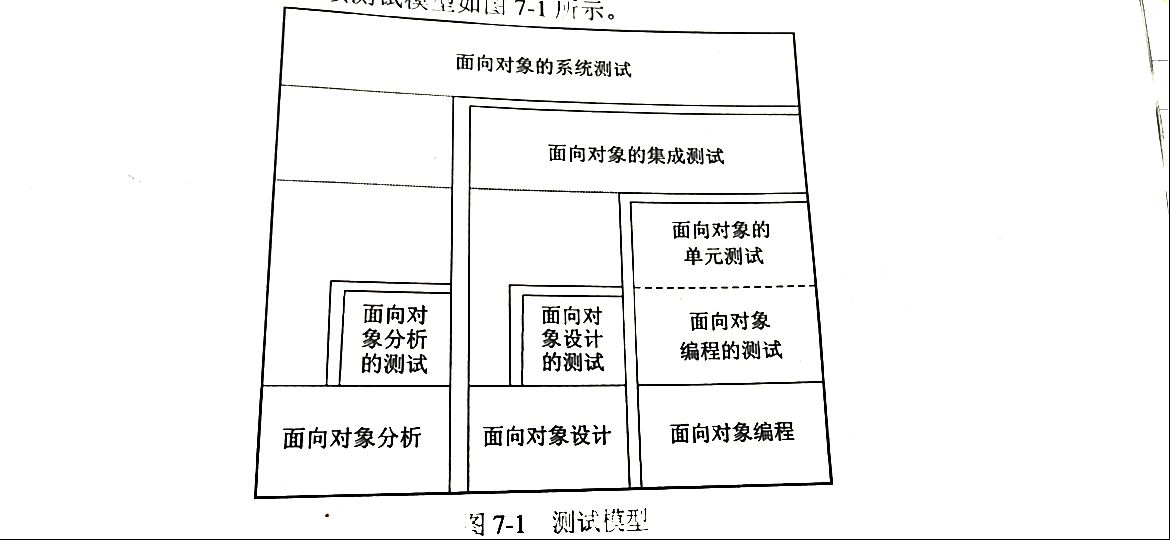 测试模型如图 7-1 所示。
面向对象的系统测试
面向对象的集成测试
面向对象的
单元测试
面向对
象分析
的测试
面向对
象设计
的测试
面向对象
编程的测试
面向对象分析
面向对象设计
面向对象编程
图 7-1 测试模型